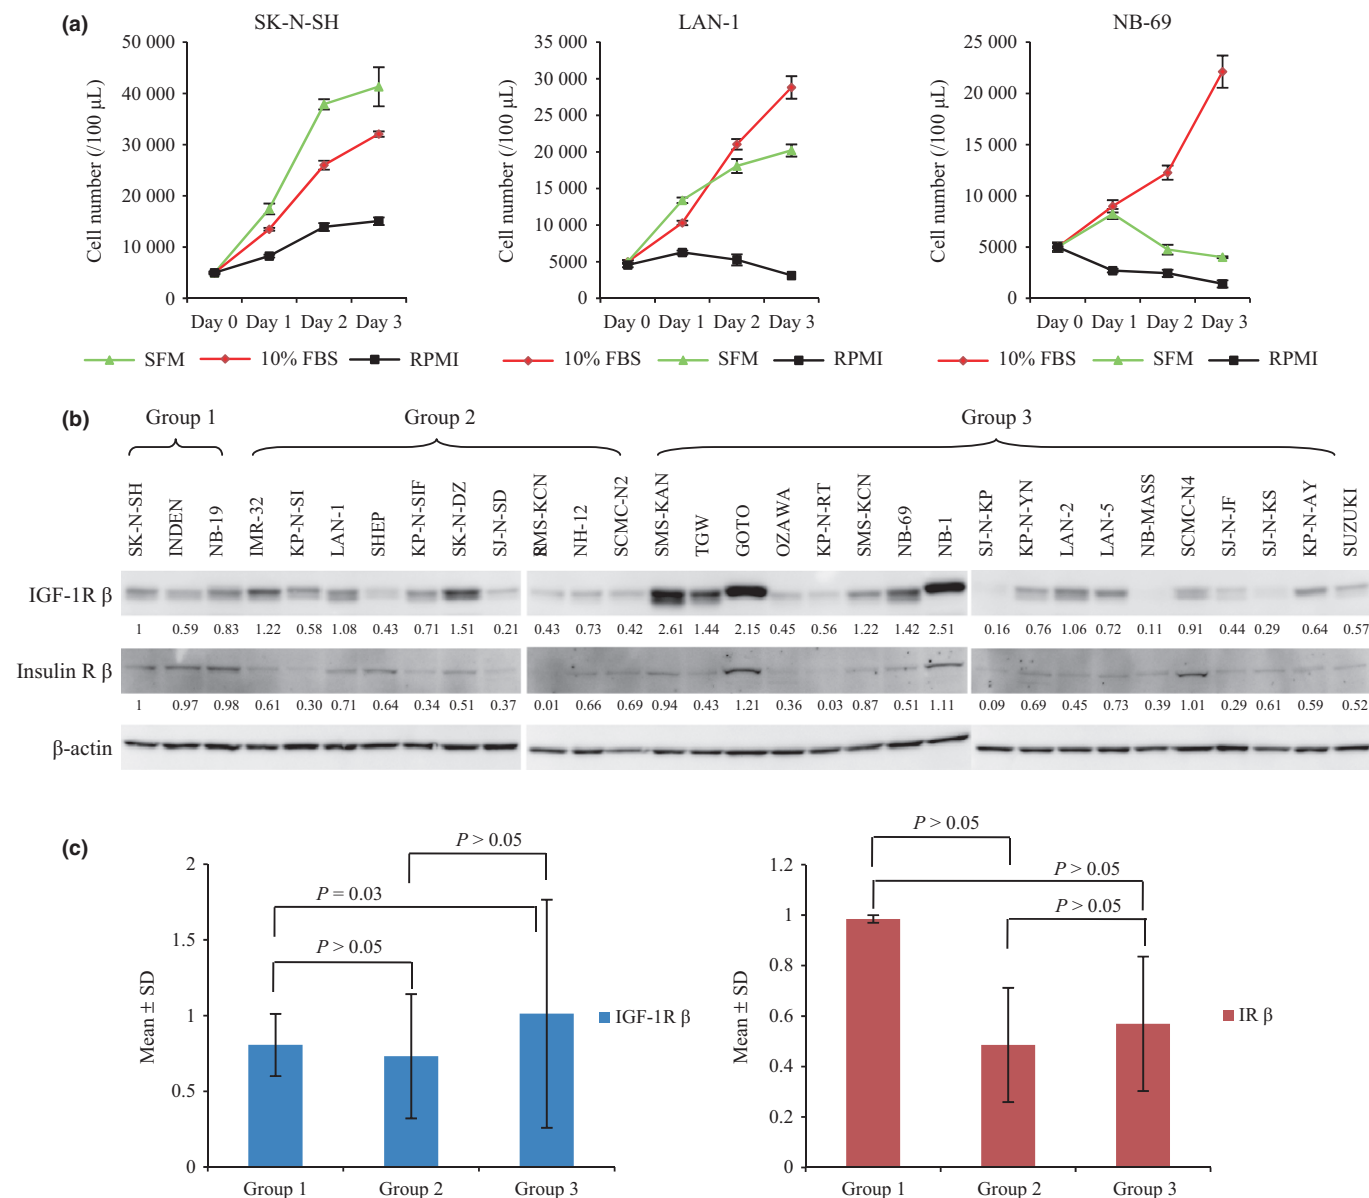 (a)
SK-N-SH
LAN-1
NB-69
Cell number (/100 µL)
50 000
40 000
30 000
20 000
10 000
0
Day 0 Day 1 Day 2 Day 3
SFM 10% FBS RPMI
Cell number (/100 µL)
35 000
30 000
25 000
20 000
15 000
10 000
5000
0
Day 0 Day 1 Day 2 Day 3
10% FBS SFM RPMI
Cell number (/100 µL)
25 000
20 000
15 000
10 000
5000
0
Day 0 Day 1 Day 2 Day 3
10% FBS SFM RPMI
(b)
Group 1 Group 2 Group 3
SK-N-SH INDEN NB-19 IMR-32 KP-N-SI LAN-1 SHEP KP-N-SIF SK-N-DZ SJ-N-SD RMS-KCN NH-12 SCMC-N2 SMS-KAN TGW GOTO OZAWA KP-N-RT SMS-KCN NB-69 NB-1 SJ-N-KP KP-N-YN LAN-2 LAN-5 NB-MASS SCMC-N4 SJ-N-JF SJ-N-KS KP-N-AY SUZUKI
IGF-1R β
1 0.59 0.83 1.22 0.58 1.08 0.43 0.71 1.51 0.21 0.43 0.73 0.42 2.61 1.44 2.15 0.45 0.56 1.22 1.42 2.51 0.16 0.76 1.06 0.72 0.11 0.91 0.44 0.29 0.64 0.57
Insulin R β
1 0.97 0.98 0.61 0.30 0.71 0.64 0.34 0.51 0.37 0.01 0.66 0.69 0.94 0.43 1.21 0.36 0.03 0.87 0.51 1.11 0.09 0.69 0.45 0.73 0.39 1.01 0.29 0.61 0.59 0.52
β-actin
(c)
Mean ± SD
2
1.5
1
0.5
0
P > 0.05
P = 0.03
P > 0.05
IGF-1R β
Group 1 Group 2 Group 3
Mean ± SD
1.2
1
0.8
0.6
0.4
0.2
0
P > 0.05
P > 0.05
P > 0.05
IR β
Group 1 Group 2 Group 3